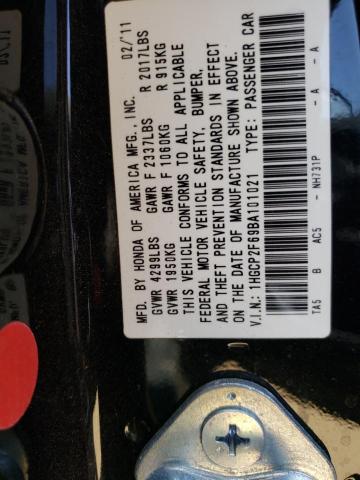 MFD. BY HONDA OF AMERICA MFG., INC. 02/'11
GVWR 4299LBS GAWR F 2337LBS R 2017LBS
GVWR 1950KG GAWR F 1060KG R 915KG
THIS VEHICLE CONFORMS TO ALL APPLICABLE
FEDERAL MOTOR VEHICLE SAFETY, BUMPER,
AND THEFT PREVENTION STANDARDS IN EFFECT
ON THE DATE OF MANUFACTURE SHOWN ABOVE.
V.I.N.: 1HGCP2F69BA101021 TYPE: PASSENGER CAR
TA5 B AC5 - NH731P - A - A